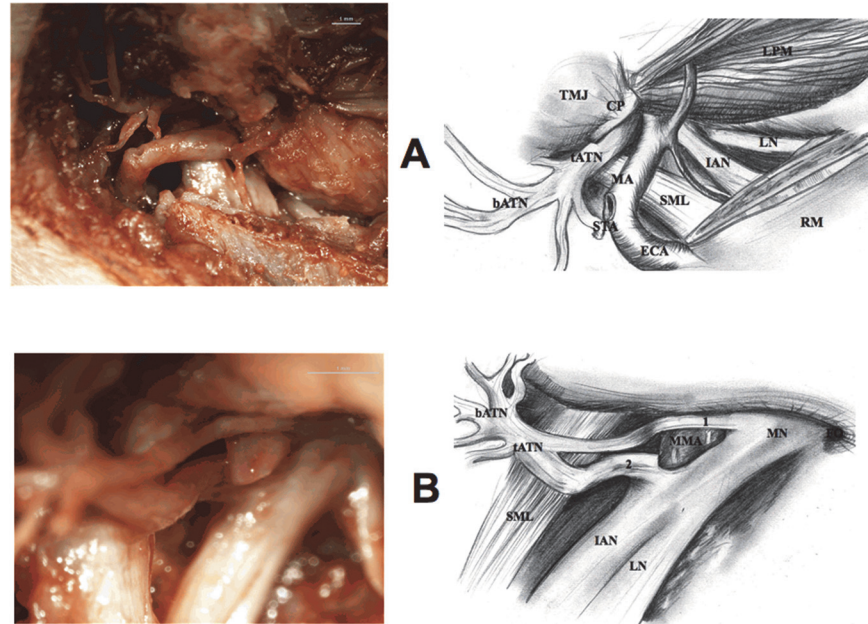 1 mm
A
LPM
TMJ
CP
LN
tATN
IAN
MA
SML
bATN
STA
RM
ECA
1 mm
B
bATN
1
MN
MMA
tATN
2
SML
IAN
LN